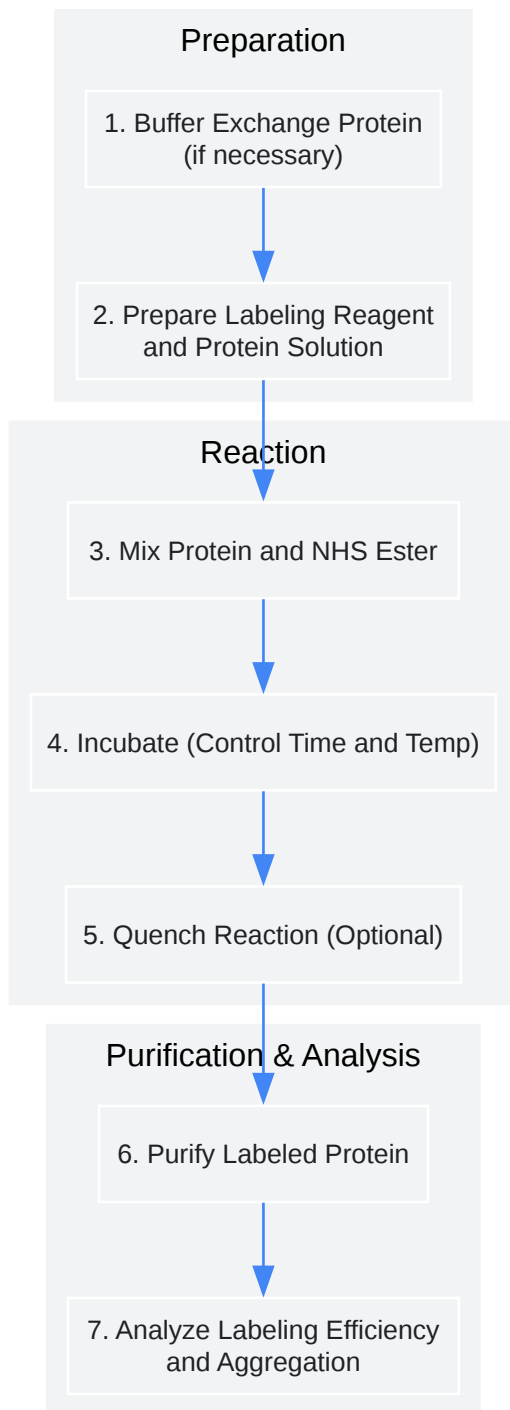 Preparation
1. Buffer Exchange Protein
(if necessary)
2. Prepare Labeling Reagent
and Protein Solution
Reaction
3. Mix Protein and NHS Ester
4. Incubate (Control Time and Temp)
5. Quench Reaction (Optional)
Purification & Analysis
6. Purify Labeled Protein
7. Analyze Labeling Efficiency
and Aggregation